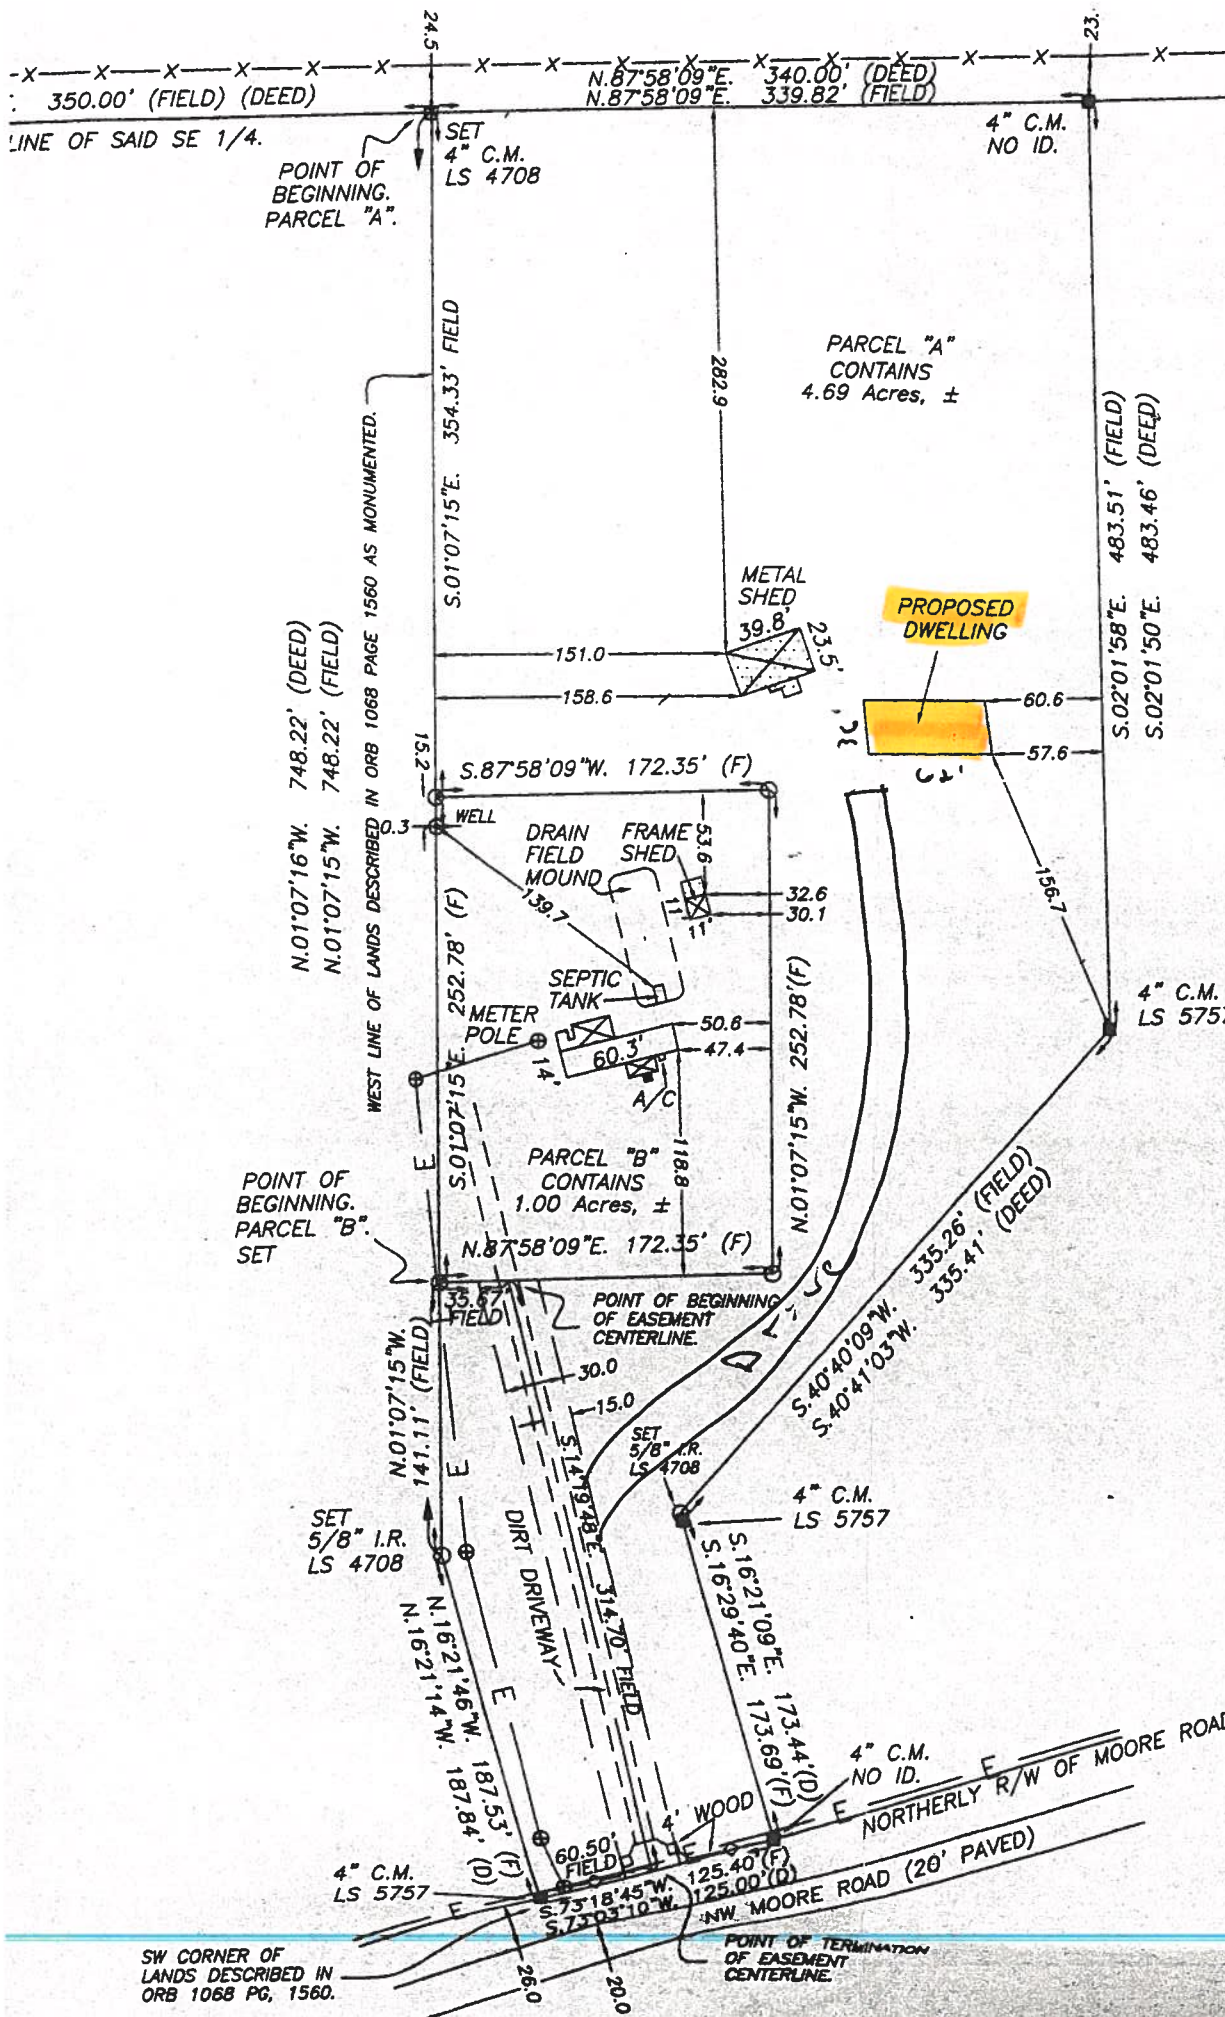 24.5
23.
X X X X X X X X X X X X X X X X
N.87°58'09"E. 340.00' (DEED)
N.87°58'09"E. 339.82' (FIELD)
350.00' (FIELD) (DEED)
LINE OF SAID SE 1/4.
SET
4" C.M.
LS 4708
4" C.M.
NO ID.
POINT OF
BEGINNING.
PARCEL "A".
S.01°07'15"E. 354.33' FIELD
WEST LINE OF LANDS DESCRIBED IN ORB 1068 PAGE 1560 AS MONUMENTED.
N.01°07'16"W. 748.22' (DEED)
N.01°07'15"W. 748.22' (FIELD)
282.9
PARCEL "A"
CONTAINS
4.69 Acres, ±
S.02°01'58"E. 483.51' (FIELD)
S.02°01'50"E. 483.46' (DEED)
METAL
SHED
39.8'
23.5'
PROPOSED
DWELLING
151.0
158.6
60.6
57.6
62'
15.2
S.87°58'09"W. 172.35' (F)
0.3
WELL
DRAIN
FIELD
MOUND
FRAME
SHED
53.6
32.6
30.1
11'
11'
139.7
156.7
S.01°07'15"E. 252.78' (F)
N.01°07'15"W. 252.78'(F)
SEPTIC
TANK
METER
POLE
50.6
47.4
60.3'
14'
A/C
118.8
4" C.M.
LS 5757
PARCEL "B"
CONTAINS
1.00 Acres, ±
POINT OF
BEGINNING.
PARCEL "B".
SET
E
N.87°58'09"E. 172.35' (F)
35.67'
FIELD
POINT OF BEGINNING
OF EASEMENT
CENTERLINE.
30.0
15.0
335.26' (FIELD)
335.41' (DEED)
S.40°40'09"W.
S.40°41'03"W.
N.01°07'15"W.
141.11' (FIELD)
E
SET
5/8" I.R.
LS 4708
4" C.M.
LS 5757
SET
5/8" I.R.
LS 4708
S.14°19'48"E. 314.70' FIELD
DIRT DRIVEWAY
S.16°21'09"E. 173.44'(D)
S.16°29'40"E. 173.69'(F)
N.16°21'46"W. 187.53' (F)
N.16°21'14"W. 187.84' (D)
E
4" C.M.
NO ID.
4' WOOD
E
E
E
NORTHERLY R/W OF MOORE ROAD
60.50'
FIELD
4" C.M.
LS 5757
E
S.73°18'45"W. 125.40'(F)
S.73°03'10"W. 125.00'(D)
NW MOORE ROAD (20' PAVED)
POINT OF TERMINATION
OF EASEMENT
CENTERLINE.
SW CORNER OF
LANDS DESCRIBED IN
ORB 1068 PG, 1560.
26.0
20.0